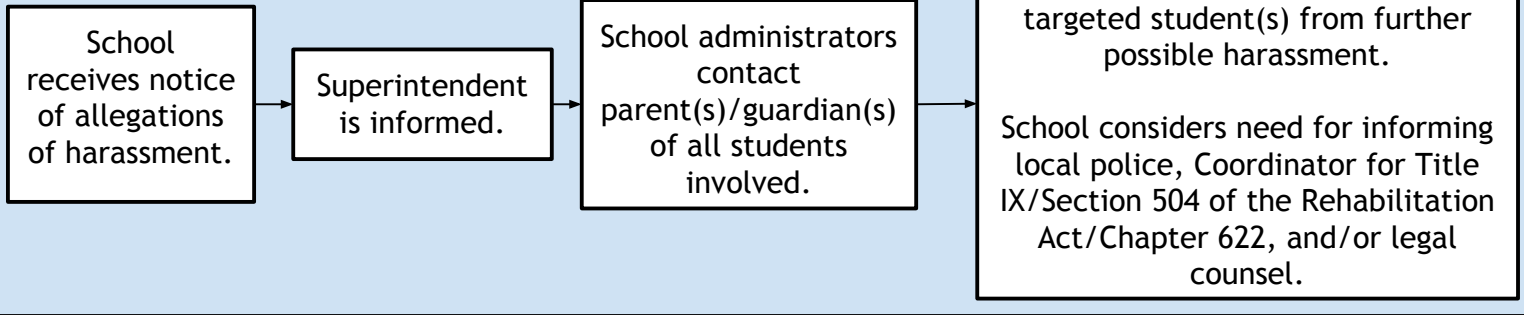 School
receives notice
of allegations
of harassment.
Superintendent
is informed.
School administrators
contact
parent(s)/guardian(s)
of all students
involved.
targeted student(s) from further
possible harassment.
School considers need for informing
local police, Coordinator for Title
IX/Section 504 of the Rehabilitation
Act/Chapter 622, and/or legal
counsel.